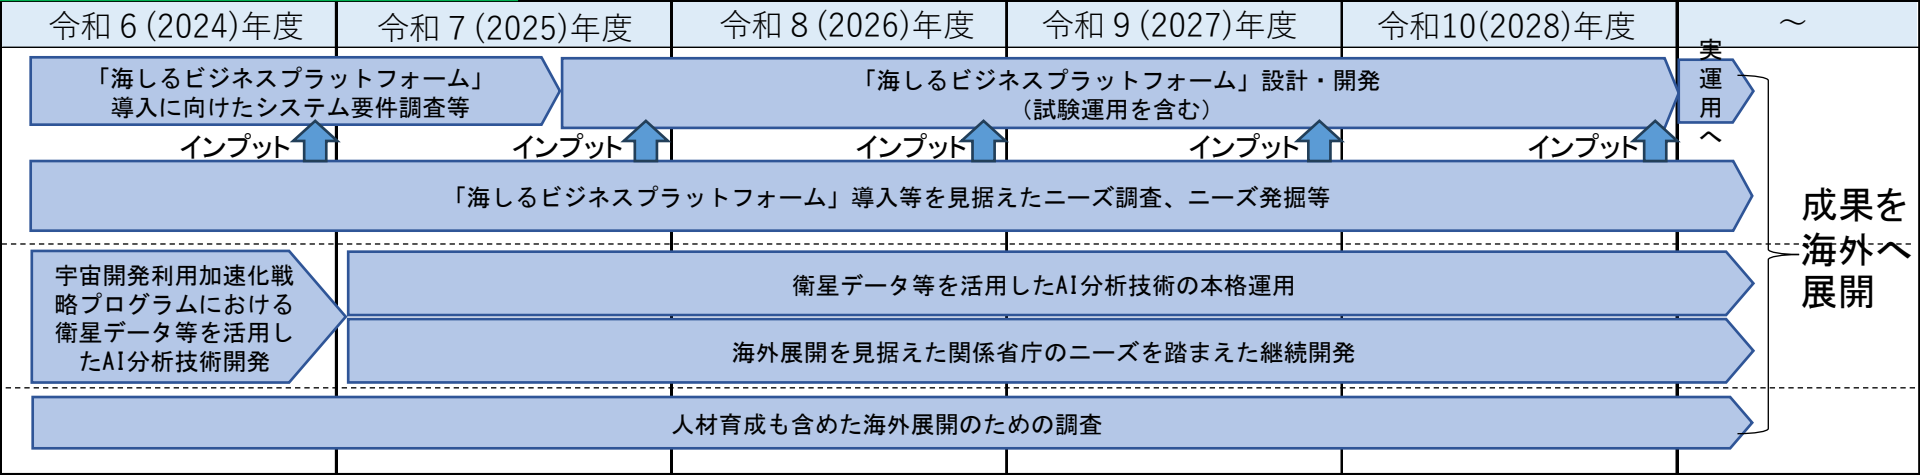 令和６(2024)年度
令和７(2025)年度
令和８(2026)年度
令和９(2027)年度
令和10(2028)年度
～
「海しるビジネスプラットフォーム」
導入に向けたシステム要件調査等
「海しるビジネスプラットフォーム」設計・開発
（試験運用を含む）
実
運
用
へ
インプット
インプット
インプット
インプット
インプット
「海しるビジネスプラットフォーム」導入等を見据えたニーズ調査、ニーズ発掘等
宇宙開発利用加速化戦
略プログラムにおける
衛星データ等を活用し
たAI分析技術開発
衛星データ等を活用したAI分析技術の本格運用
海外展開を見据えた関係省庁のニーズを踏まえた継続開発
人材育成も含めた海外展開のための調査
成果を
海外へ
展開